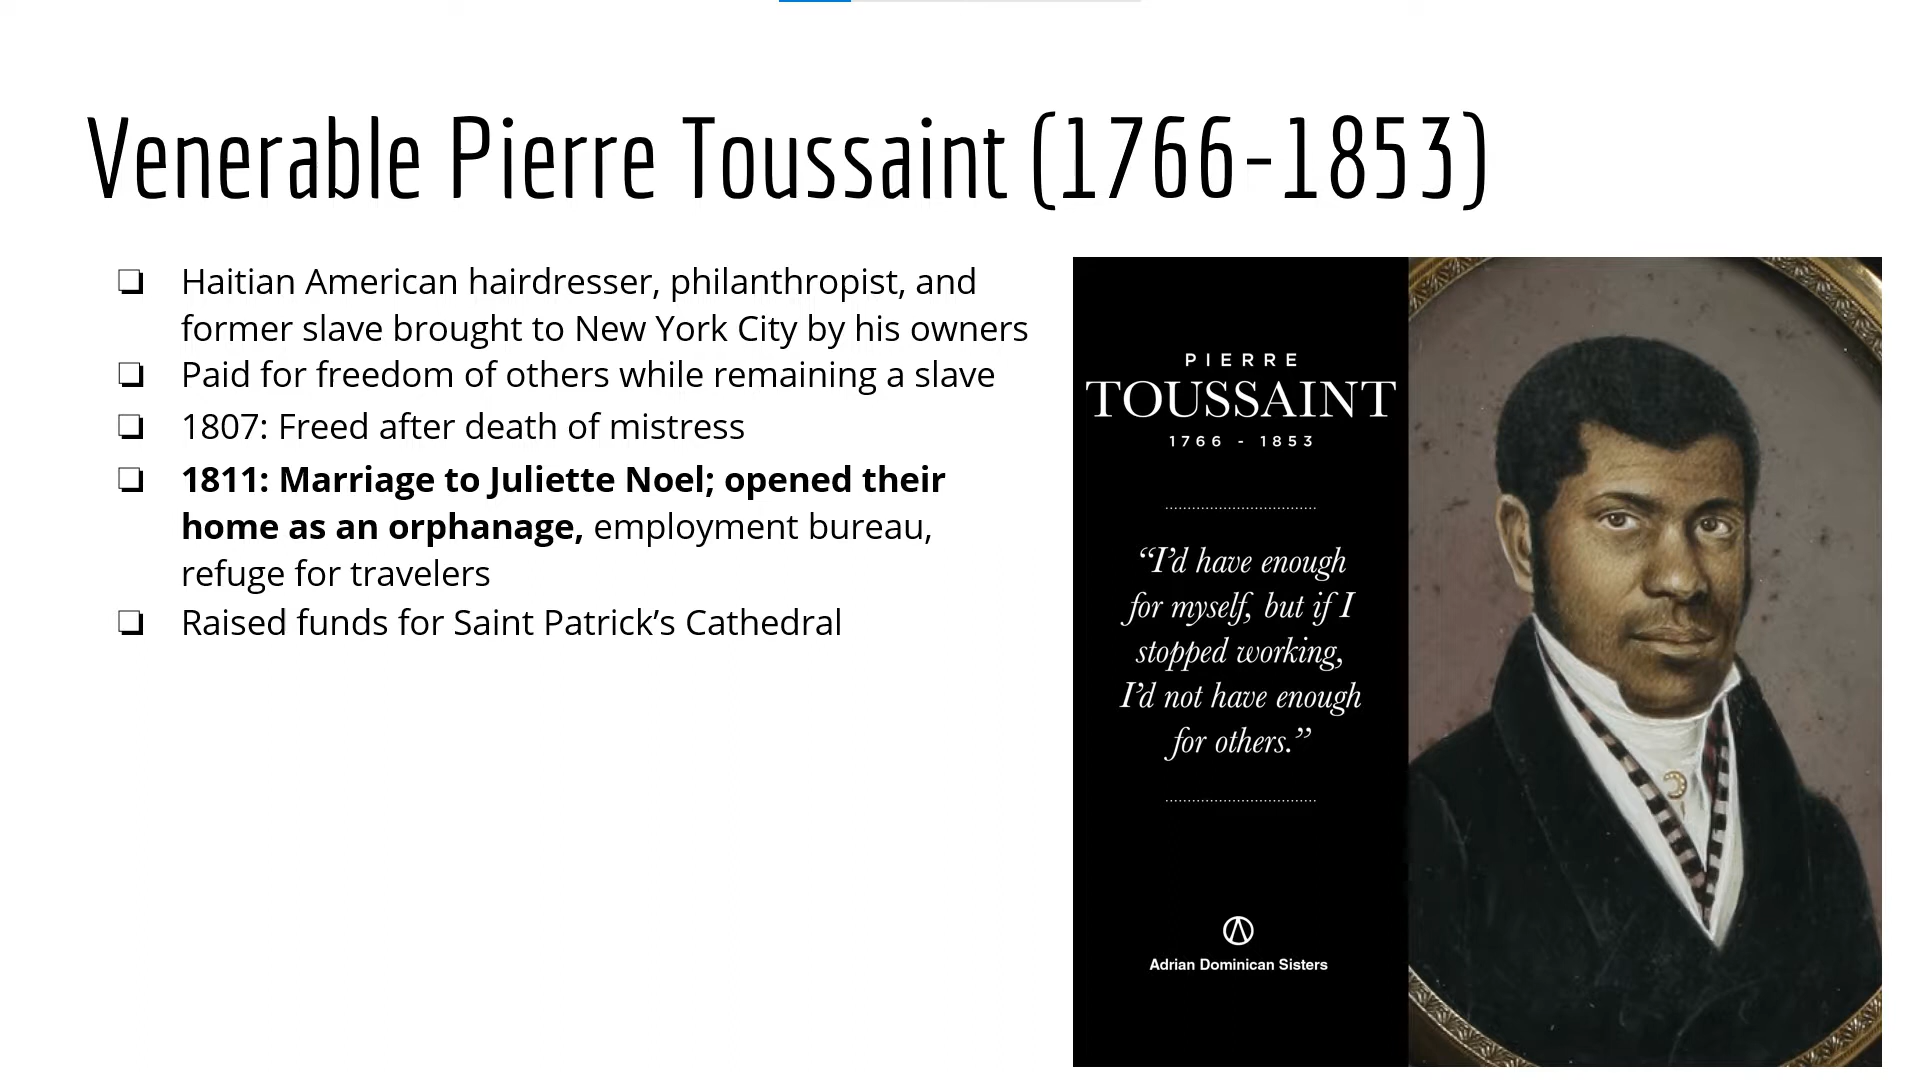 Venerable Pierre Toussaint (1766-1853)
❏ Haitian American hairdresser, philanthropist, and
former slave brought to New York City by his owners
❏ Paid for freedom of others while remaining a slave
❏ 1807: Freed after death of mistress
❏ 1811: Marriage to Juliette Noel; opened their
home as an orphanage, employment bureau,
refuge for travelers
❏ Raised funds for Saint Patrick’s Cathedral
PIERRE
TOUSSAINT
1766 - 1853
“I’d have enough
for myself, but if I
stopped working,
I’d not have enough
for others.”
Adrian Dominican Sisters